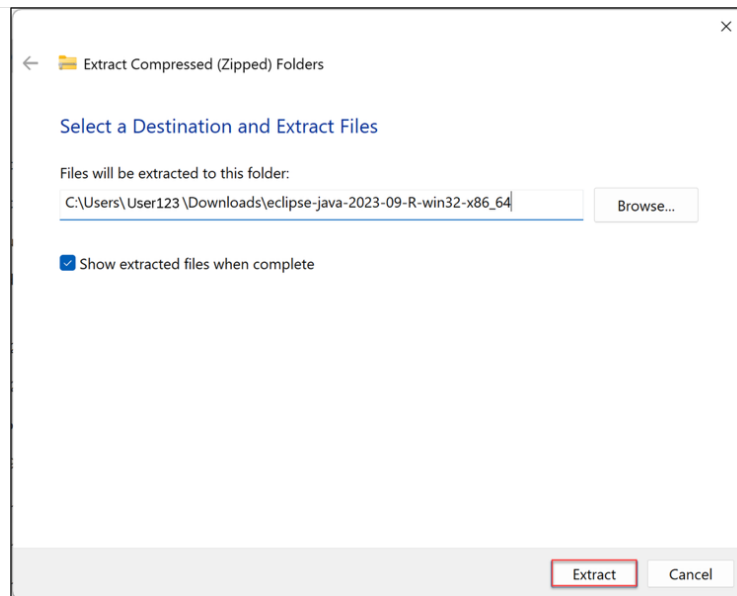 Extract Compressed (Zipped) Folders
Select a Destination and Extract Files
Files will be extracted to this folder:
C:\Users\User123\Downloads\eclipse-java-2023-09-R-win32-x86_64
Browse...
Show extracted files when complete
Extract
Cancel